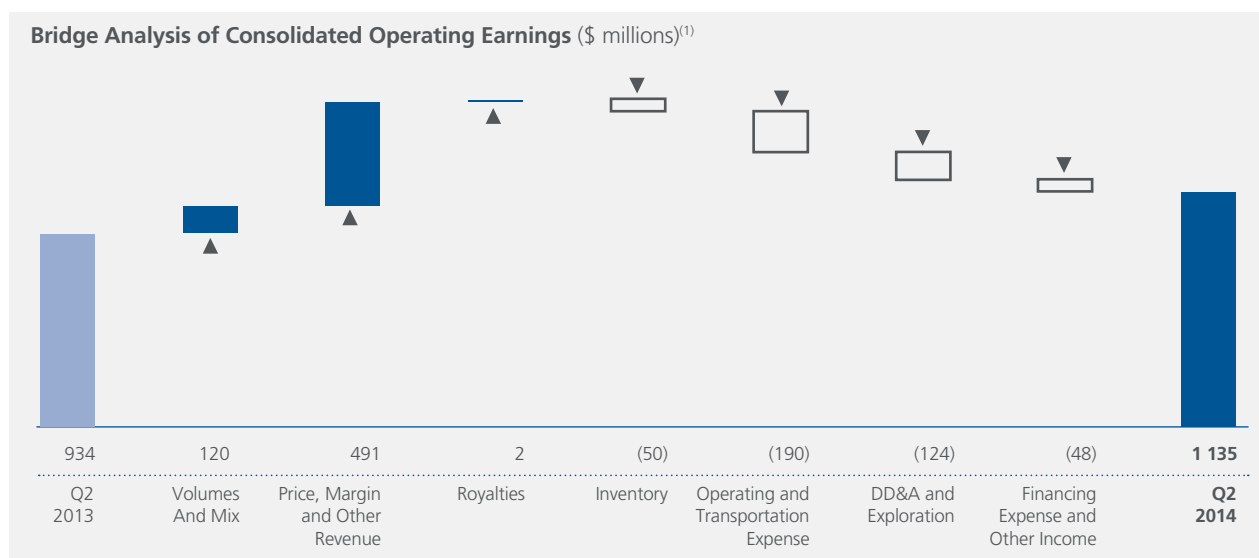 Bridge Analysis of Consolidated Operating Earnings ($ millions)(1)
934 120 491 2 (50) (190) (124) (48) 1 135
Q2 Volumes Price, Margin Royalties Inventory Operating and DD&A and Financing Q2
2013 And Mix and Other Transportation Exploration Expense and 2014
Revenue Expense Other Income